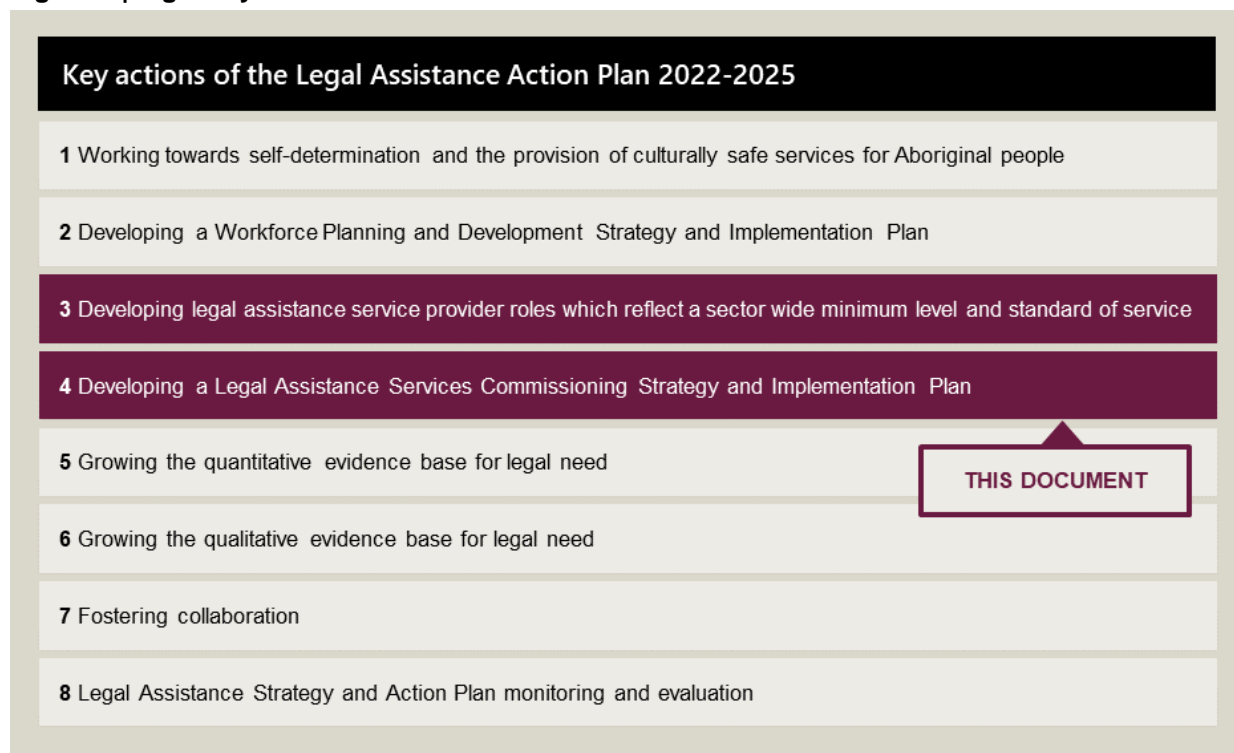 Key actions of the Legal Assistance Action Plan 2022-2025
1 Working towards self-determination and the provision of culturally safe services for Aboriginal people
2 Developing a Workforce Planning and Development Strategy and Implementation Plan
3 Developing legal assistance service provider roles which reflect a sector wide minimum level and standard of service
4 Developing a Legal Assistance Services Commissioning Strategy and Implementation Plan
5 Growing the quantitative evidence base for legal need
THIS DOCUMENT
6 Growing the qualitative evidence base for legal need
7 Fostering collaboration
8 Legal Assistance Strategy and Action Plan monitoring and evaluation